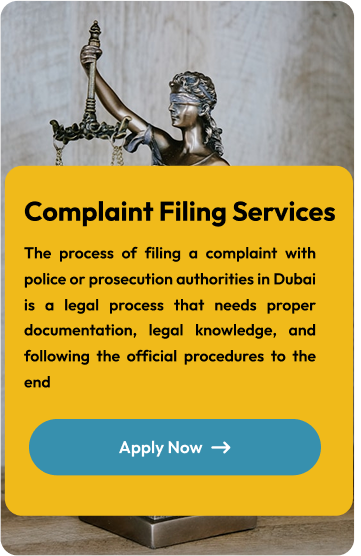 Complaint Filing Services
The process of filing a complaint with
police or prosecution authorities in Dubai
is a legal process that needs proper
documentation, legal knowledge, and
following the official procedures to the
end
Apply Now →